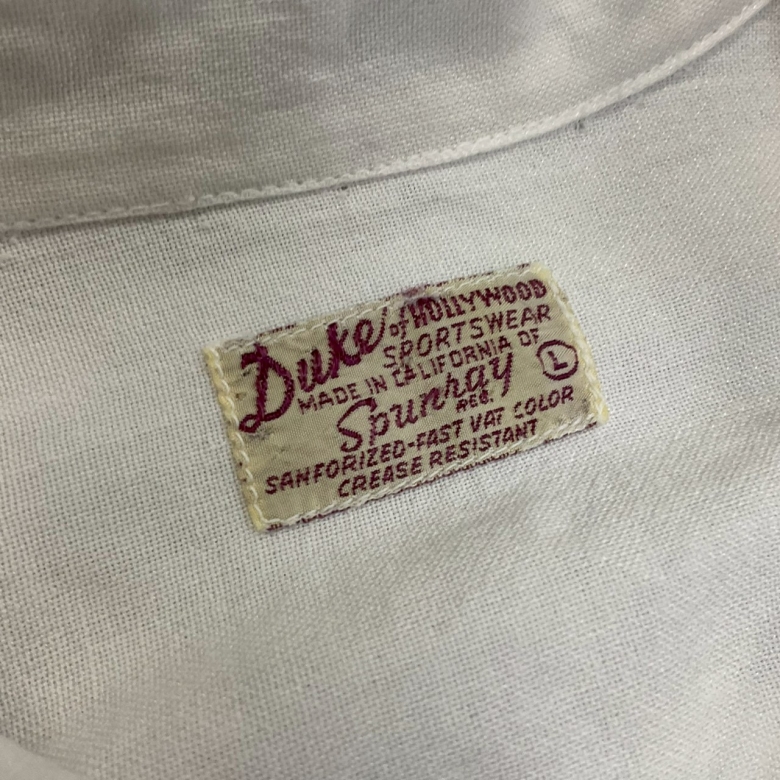 Duke of HOLLYWOOD
SPORTSWEAR
MADE IN CALIFORNIA OF
Spunray L
REG.
SANFORIZED-FAST VAT COLOR
CREASE RESISTANT